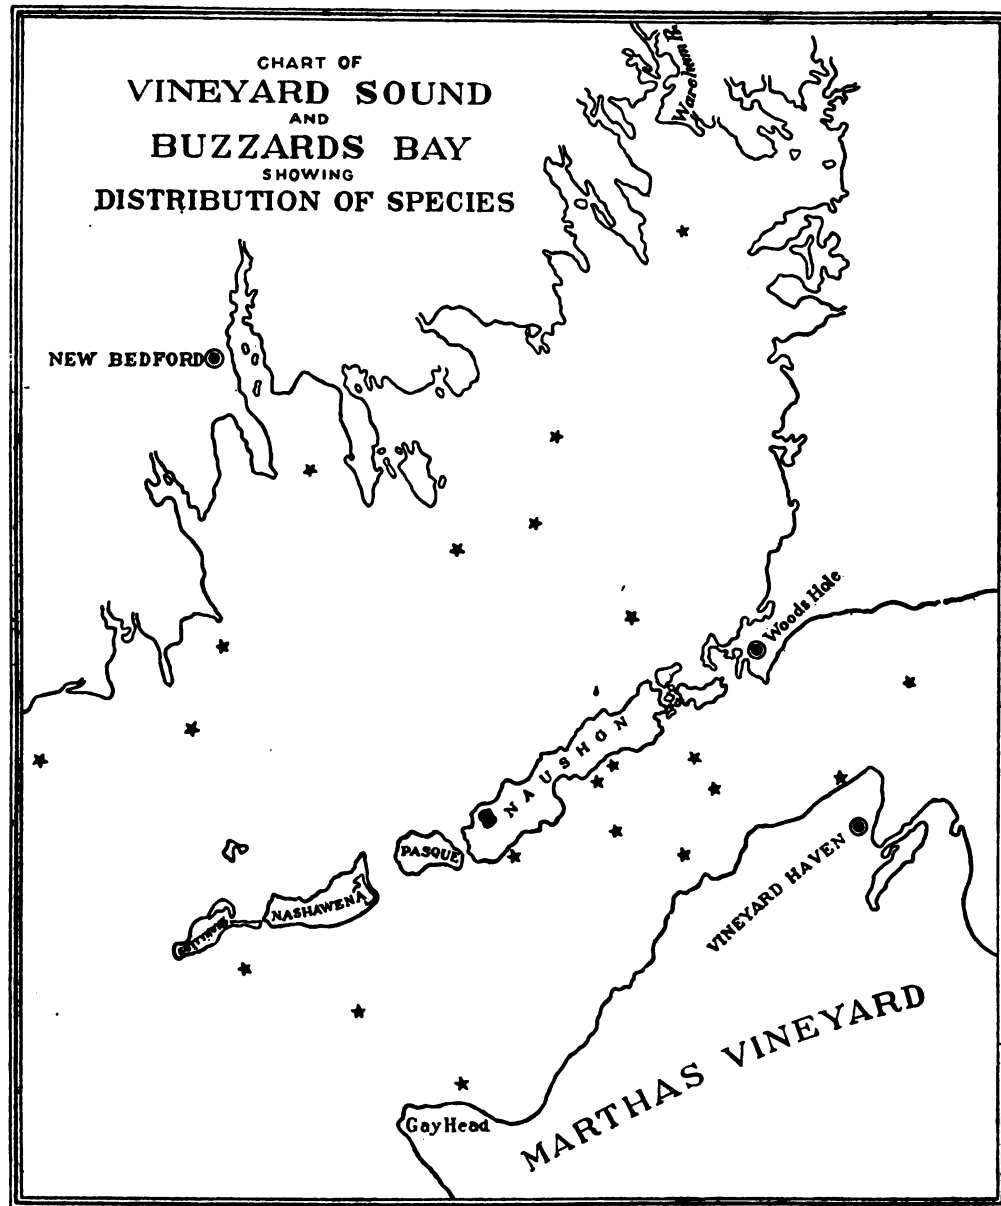 CHART OF
VINEYARD SOUND
AND
BUZZARDS BAY
SHOWING
DISTRIBUTION OF SPECIES
Wareham R.
NEW BEDFORD
Woods Hole
NAUSHON
PASQUE
NASHAWENA
VINEYARD HAVEN
MARTHAS VINEYARD
Gay Head